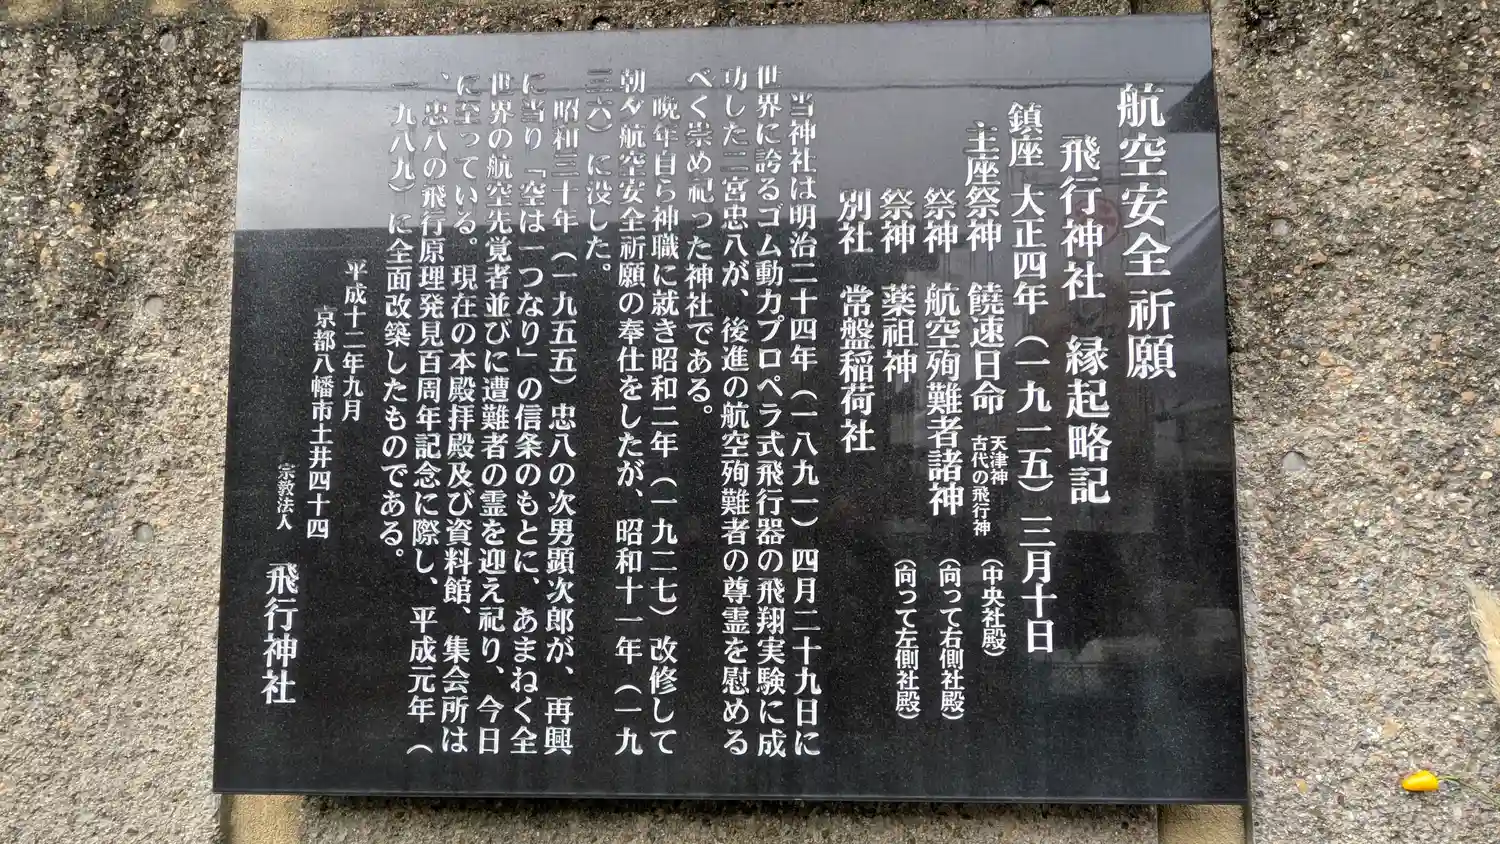 航空安全祈願
飛行神社 縁起略記
鎮座 大正四年(一九一五)三月十日
主座祭神 饒速日命 天津神 古代の飛行神 (中央社殿)
祭神 航空殉難者諸神 (向って右側社殿)
祭神 薬祖神 (向って左側社殿)
別社 常盤稲荷社
当神社は明治二十四年(一八九一)四月二十九日に
世界に誇るゴム動力プロペラ式飛行器の飛翔実験に成
功した二宮忠八が、後進の航空殉難者の尊霊を慰める
べく崇め祀った神社である。
晩年自ら神職に就き昭和二年(一九二七)改修して
朝夕航空安全祈願の奉仕をしたが、昭和十一年(一九
三六)に没した。
昭和三十年(一九五五)忠八の次男顕次郎が、再興
に当り「空は一つなり」の信条のもとに、あまねく全
世界の航空先覚者並びに遭難者の霊を迎え祀り、今日
に至っている。現在の本殿拝殿及び資料館、集会所は
、忠八の飛行原理発見百周年記念に際し、平成元年(
一九八九)に全面改築したものである。
平成十二年九月
京都八幡市土井四十四
宗教法人 飛行神社